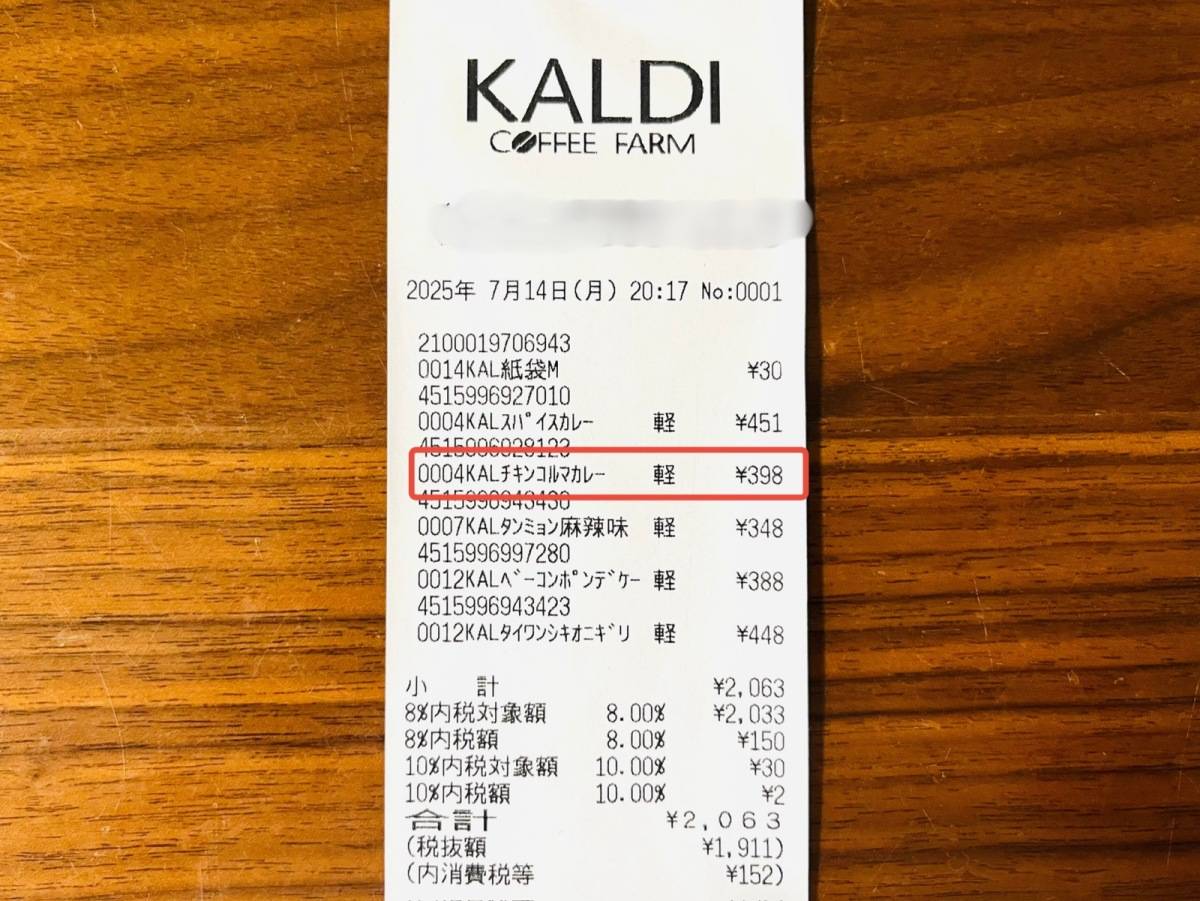 KALDI
COFFEE FARM
2025年 7月14日(月) 20:17 No:0001
2100019706943
0014KAL紙袋M ¥30
4515996927010
0004KALｽﾊﾟｲｽｶﾚｰ 軽 ¥451
4515996928123
0004KALﾁｷﾝｺﾙﾏｶﾚｰ 軽 ¥398
4515996943430
0007KALﾀﾝﾐｮﾝ麻辣味 軽 ¥348
4515996997280
0012KALﾍﾞｰｺﾝﾎﾟﾝﾃﾞｹｰ 軽 ¥388
4515996943423
0012KALﾀｲﾜﾝｼｷｵﾆｷﾞﾘ 軽 ¥448
小 計 ¥2,063
8%内税対象額 8.00% ¥2,033
8%内税額 8.00% ¥150
10%内税対象額 10.00% ¥30
10%内税額 10.00% ¥2
合計 ¥2,063
(税抜額 ¥1,911)
(内消費税等 ¥152)